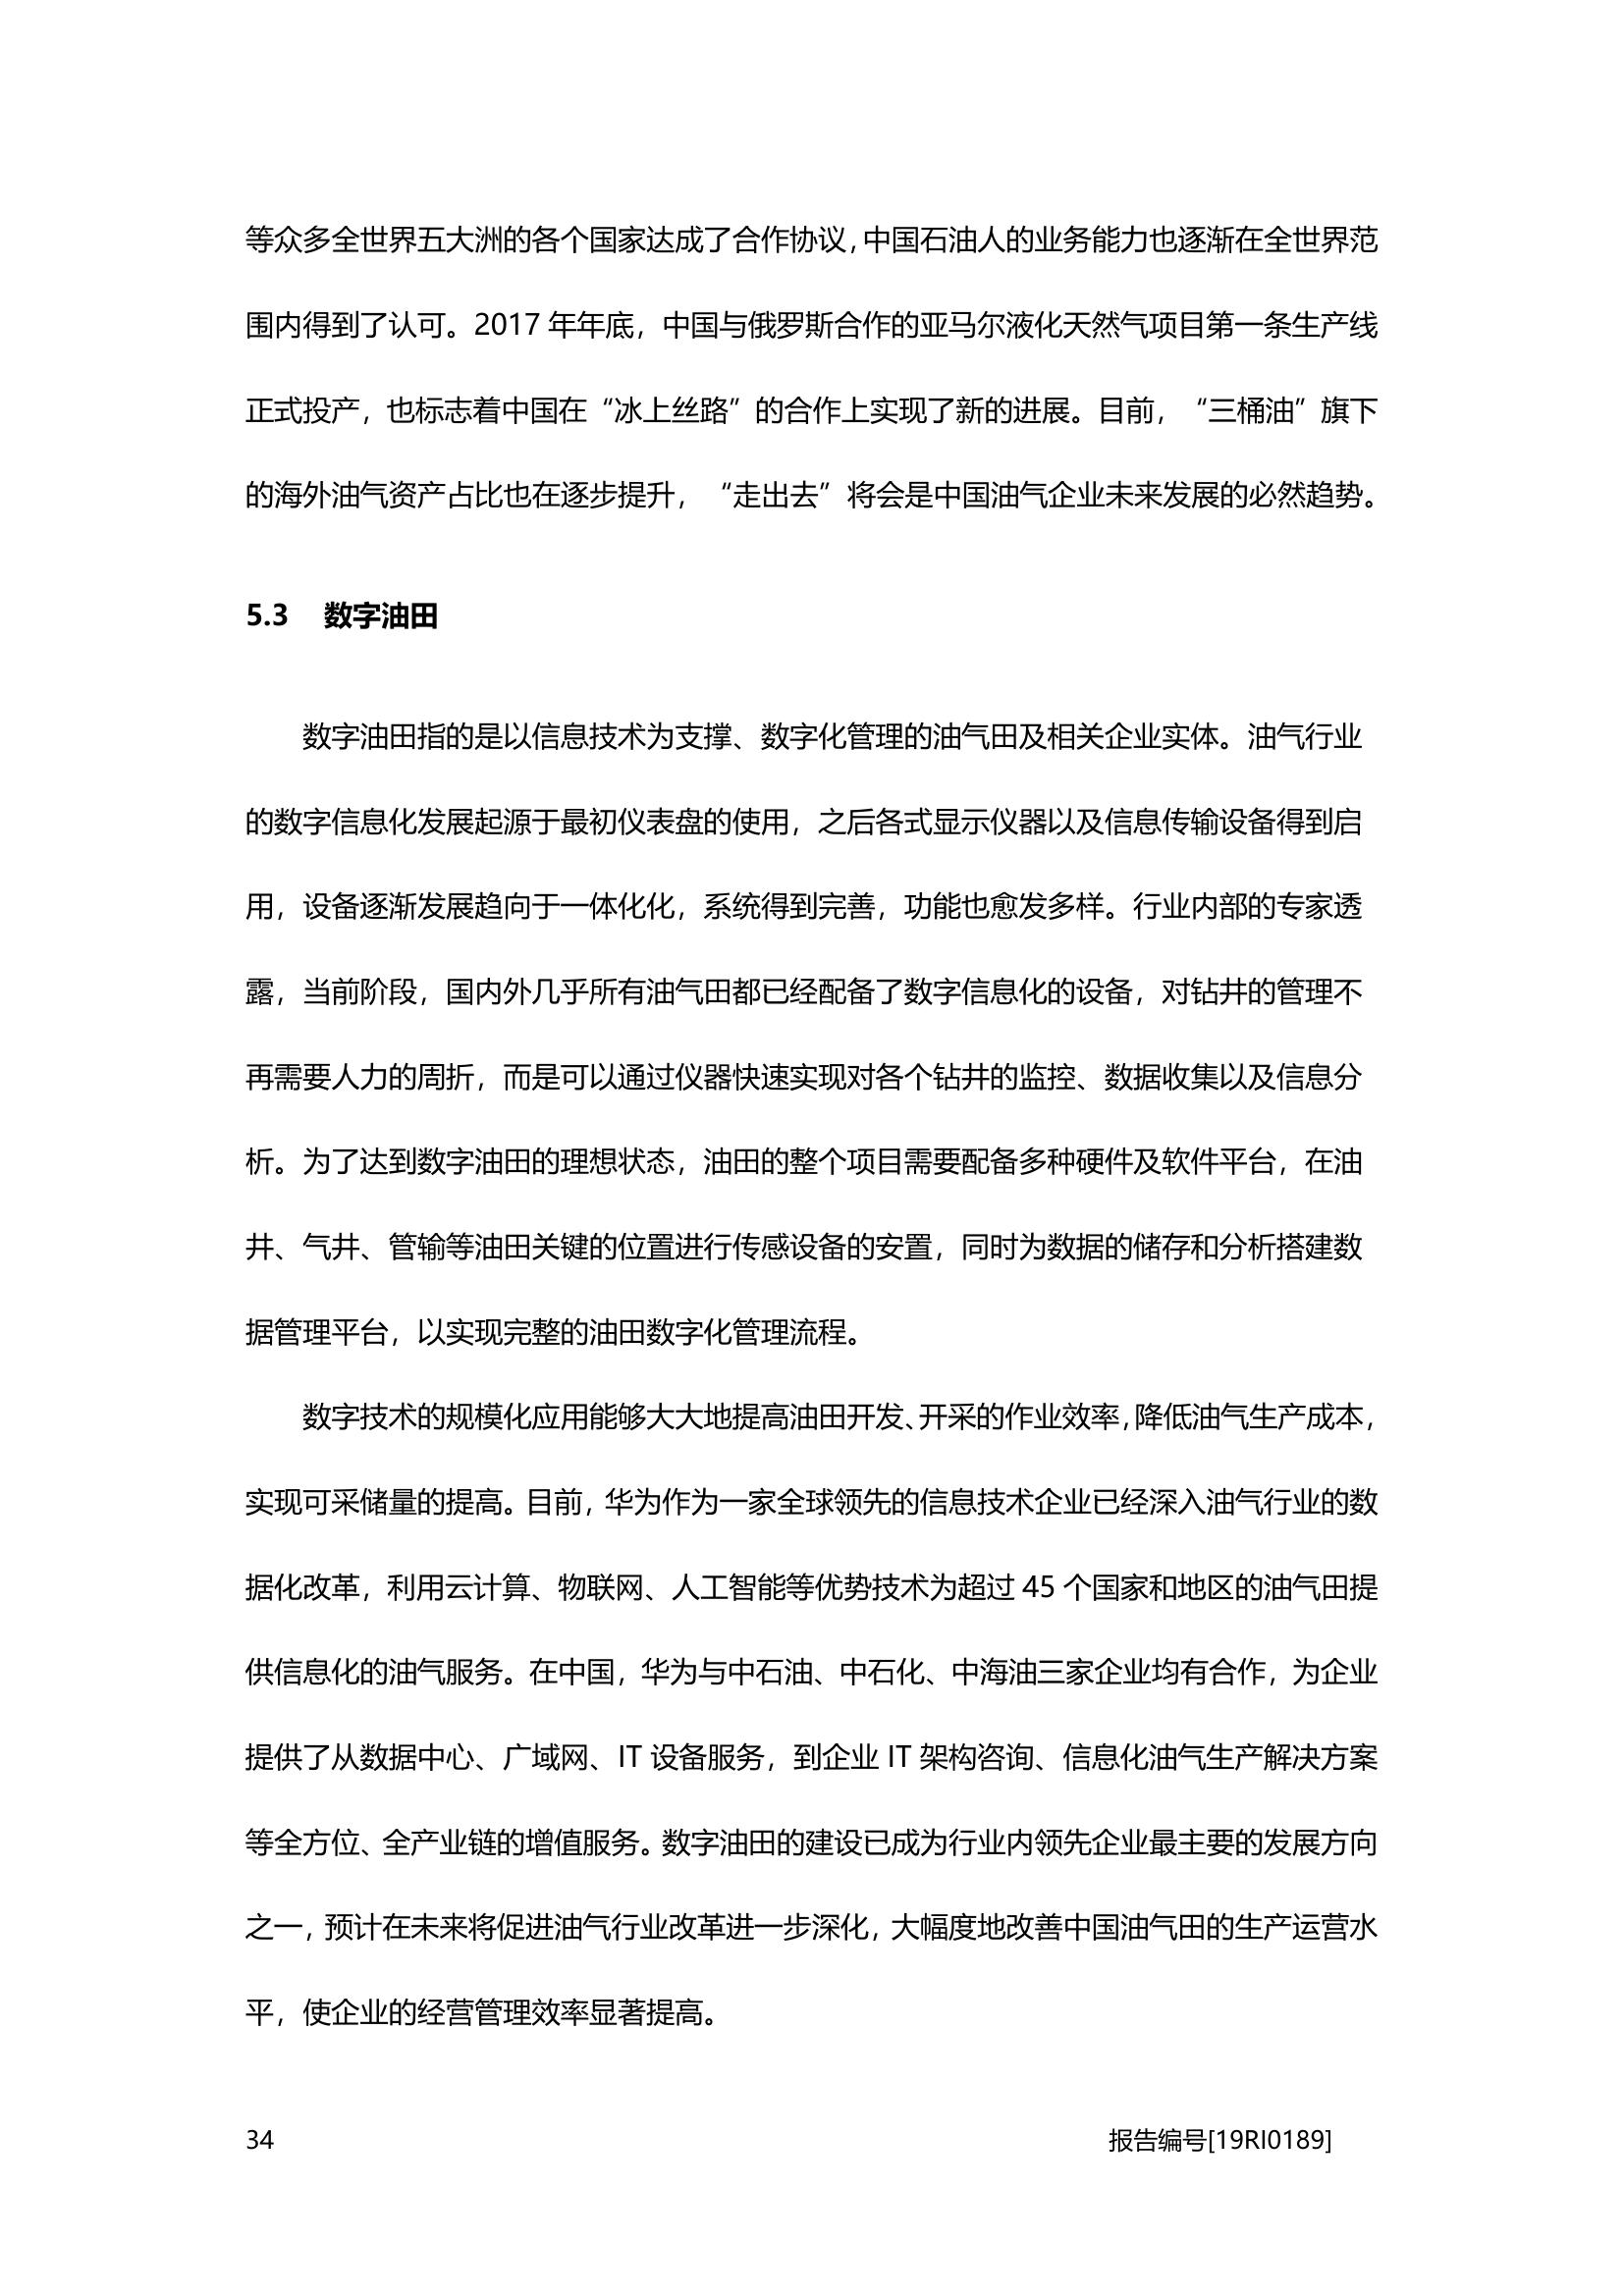 等众多全世界五大洲的各个国家达成了合作协议，中国石油人的业务能力也逐渐在全世界范
围内得到了认可。2017 年年底，中国与俄罗斯合作的亚马尔液化天然气项目第一条生产线
正式投产，也标志着中国在“冰上丝路”的合作上实现了新的进展。目前，“三桶油”旗下
的海外油气资产占比也在逐步提升，“走出去”将会是中国油气企业未来发展的必然趋势。
5.3 数字油田
数字油田指的是以信息技术为支撑、数字化管理的油气田及相关企业实体。油气行业
的数字信息化发展起源于最初仪表盘的使用，之后各式显示仪器以及信息传输设备得到启
用，设备逐渐发展趋向于一体化化，系统得到完善，功能也愈发多样。行业内部的专家透
露，当前阶段，国内外几乎所有油气田都已经配备了数字信息化的设备，对钻井的管理不
再需要人力的周折，而是可以通过仪器快速实现对各个钻井的监控、数据收集以及信息分
析。为了达到数字油田的理想状态，油田的整个项目需要配备多种硬件及软件平台，在油
井、气井、管输等油田关键的位置进行传感设备的安置，同时为数据的储存和分析搭建数
据管理平台，以实现完整的油田数字化管理流程。
数字技术的规模化应用能够大大地提高油田开发、开采的作业效率，降低油气生产成本，
实现可采储量的提高。目前，华为作为一家全球领先的信息技术企业已经深入油气行业的数
据化改革，利用云计算、物联网、人工智能等优势技术为超过 45 个国家和地区的油气田提
供信息化的油气服务。在中国，华为与中石油、中石化、中海油三家企业均有合作，为企业
提供了从数据中心、广域网、IT 设备服务，到企业 IT 架构咨询、信息化油气生产解决方案
等全方位、全产业链的增值服务。数字油田的建设已成为行业内领先企业最主要的发展方向
之一，预计在未来将促进油气行业改革进一步深化，大幅度地改善中国油气田的生产运营水
平，使企业的经营管理效率显著提高。
34 报告编号[19RI0189]